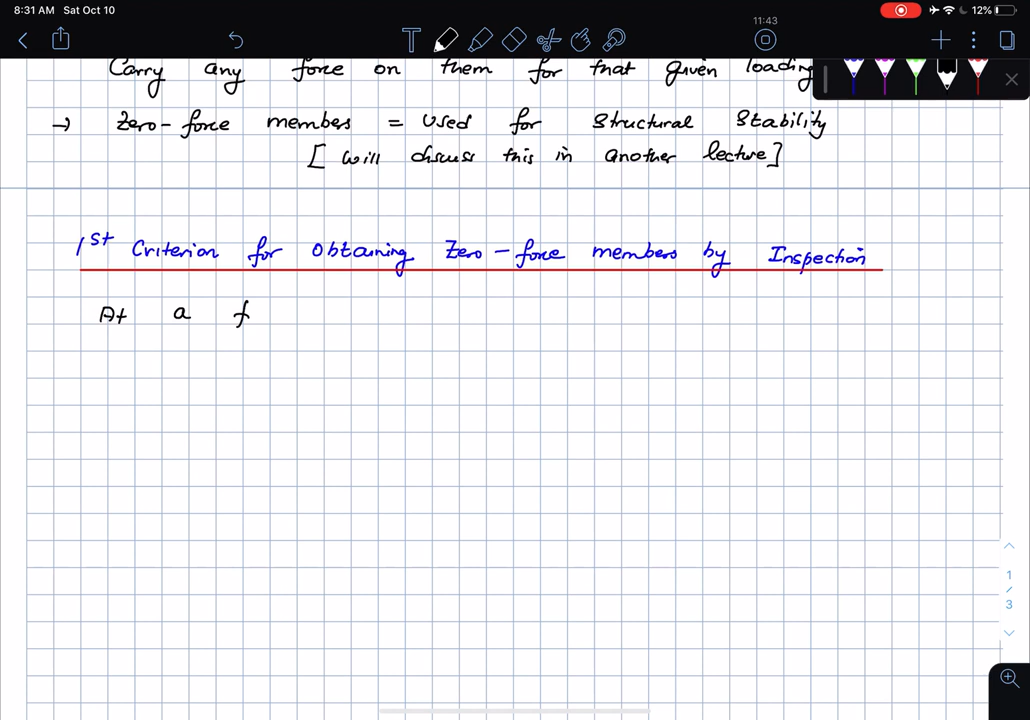 8:31 AM Sat Oct 10
12%
11:43
Carry any force on them for that given loading
→ Zero-force members = used for Structural Stability
[ will discuss this in another lecture]
1st Criterion for Obtaining Zero-force members by Inspection
At a f
1
3